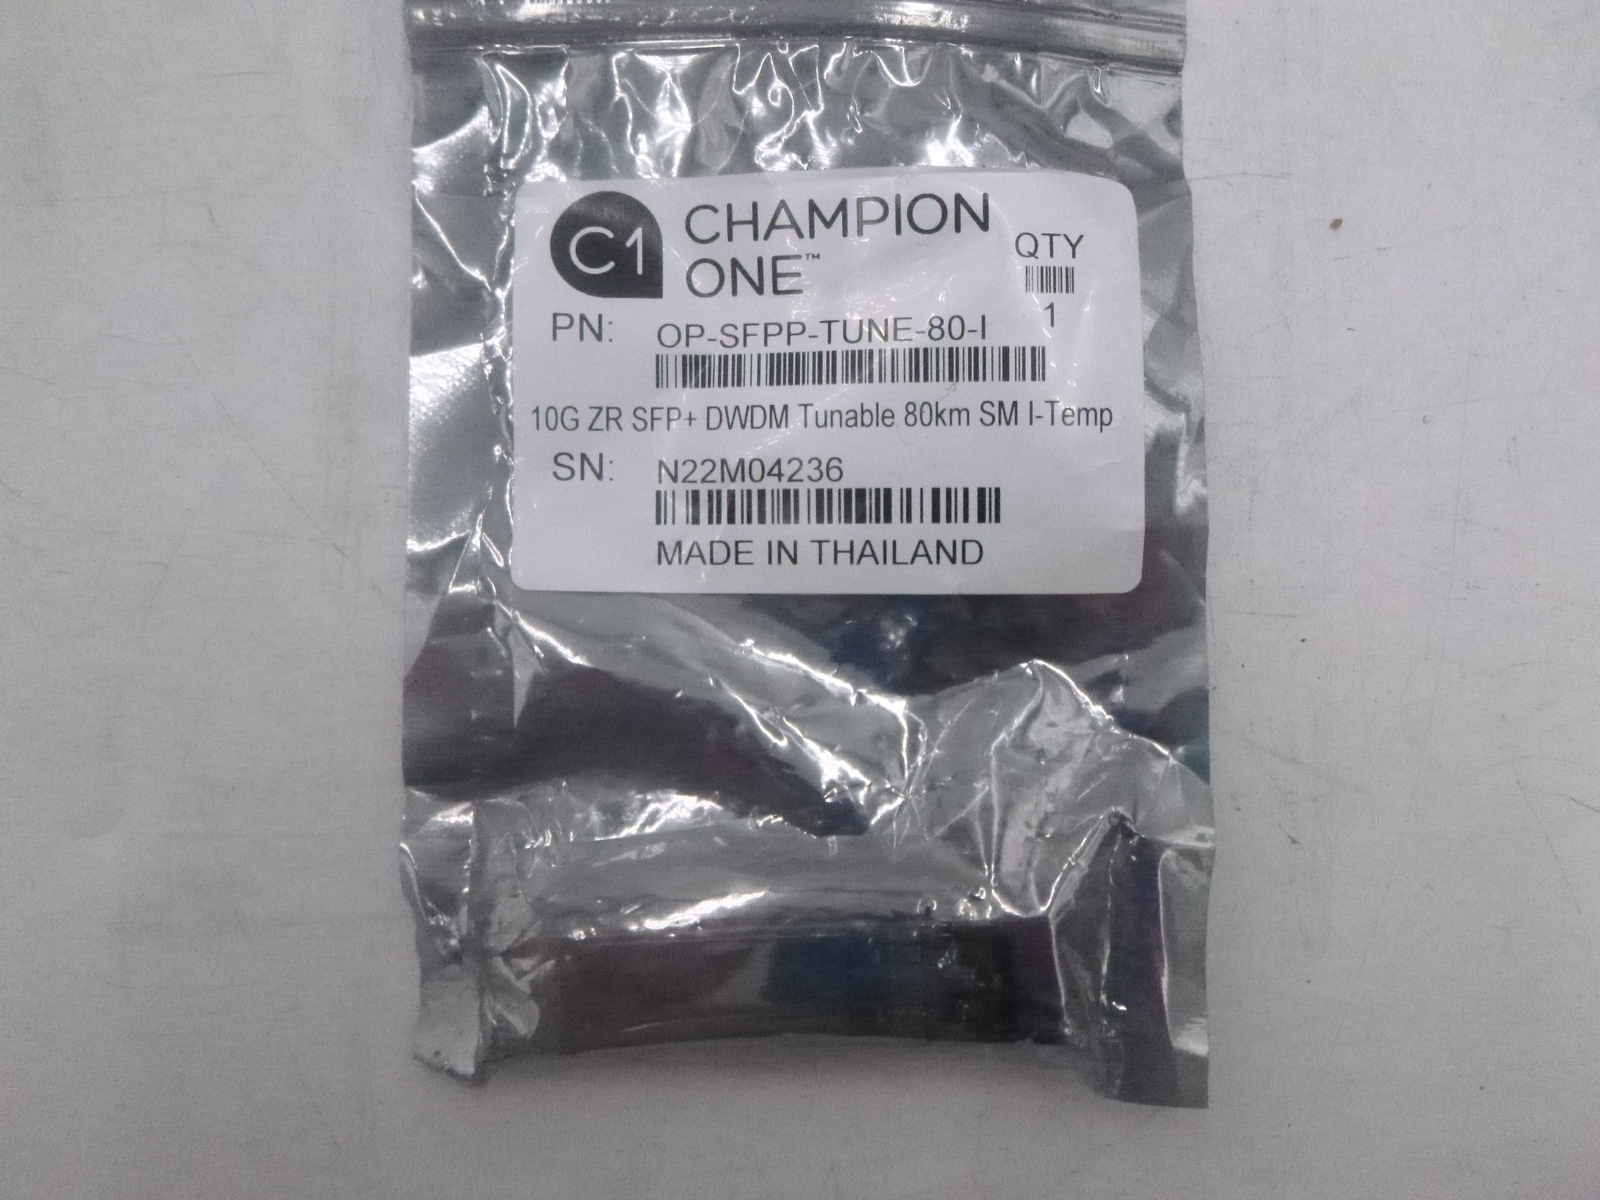 C1
CHAMPION
ONE™
QTY
1
PN: OP-SFPP-TUNE-80-I
10G ZR SFP+ DWDM Tunable 80km SM I-Temp
SN: N22M04236
MADE IN THAILAND